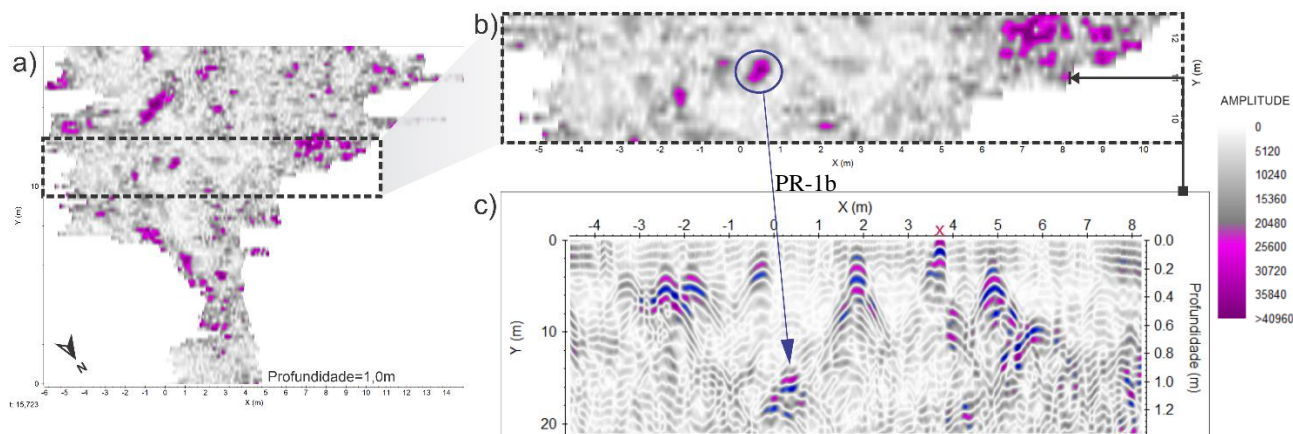 a)
Y (m)
10
0
-6 -5 -4 -3 -2 -1 0 1 2 3 4 5 6 7 8 9 10 11 12 13 14
X (m)
t: 15,723
N
Profundidade=1,0m
b)
12
11
10
Y (m)
-5 -4 -3 -2 -1 0 1 2 3 4 5 6 7 8 9 10
X (m)
PR-1b
c)
X (m)
-4 -3 -2 -1 0 1 2 3 4 5 6 7 8
X
0
10
20
Y (m)
0.0
0.2
0.4
0.6
0.8
1.0
1.2
Profundidade (m)
AMPLITUDE
0
5120
10240
15360
20480
25600
30720
35840
>40960